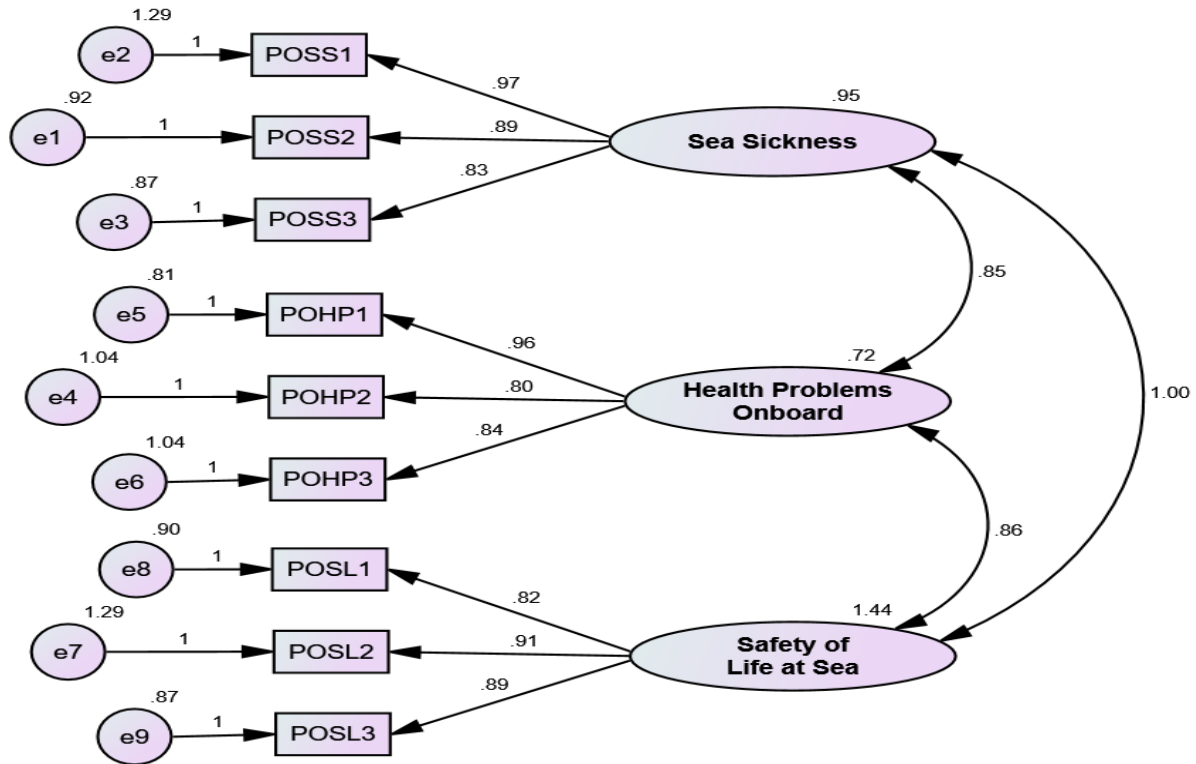 1.29
e2
1
POSS1
.97
.92
e1
1
POSS2
.89
.95
Sea Sickness
.87
e3
1
POSS3
.83
.85
.81
e5
1
POHP1
.96
1.04
e4
1
POHP2
.80
.72
Health Problems
Onboard
1.00
1.04
e6
1
POHP3
.84
.86
.90
e8
1
POSL1
.82
1.29
e7
1
POSL2
.91
1.44
Safety of
Life at Sea
.87
e9
1
POSL3
.89